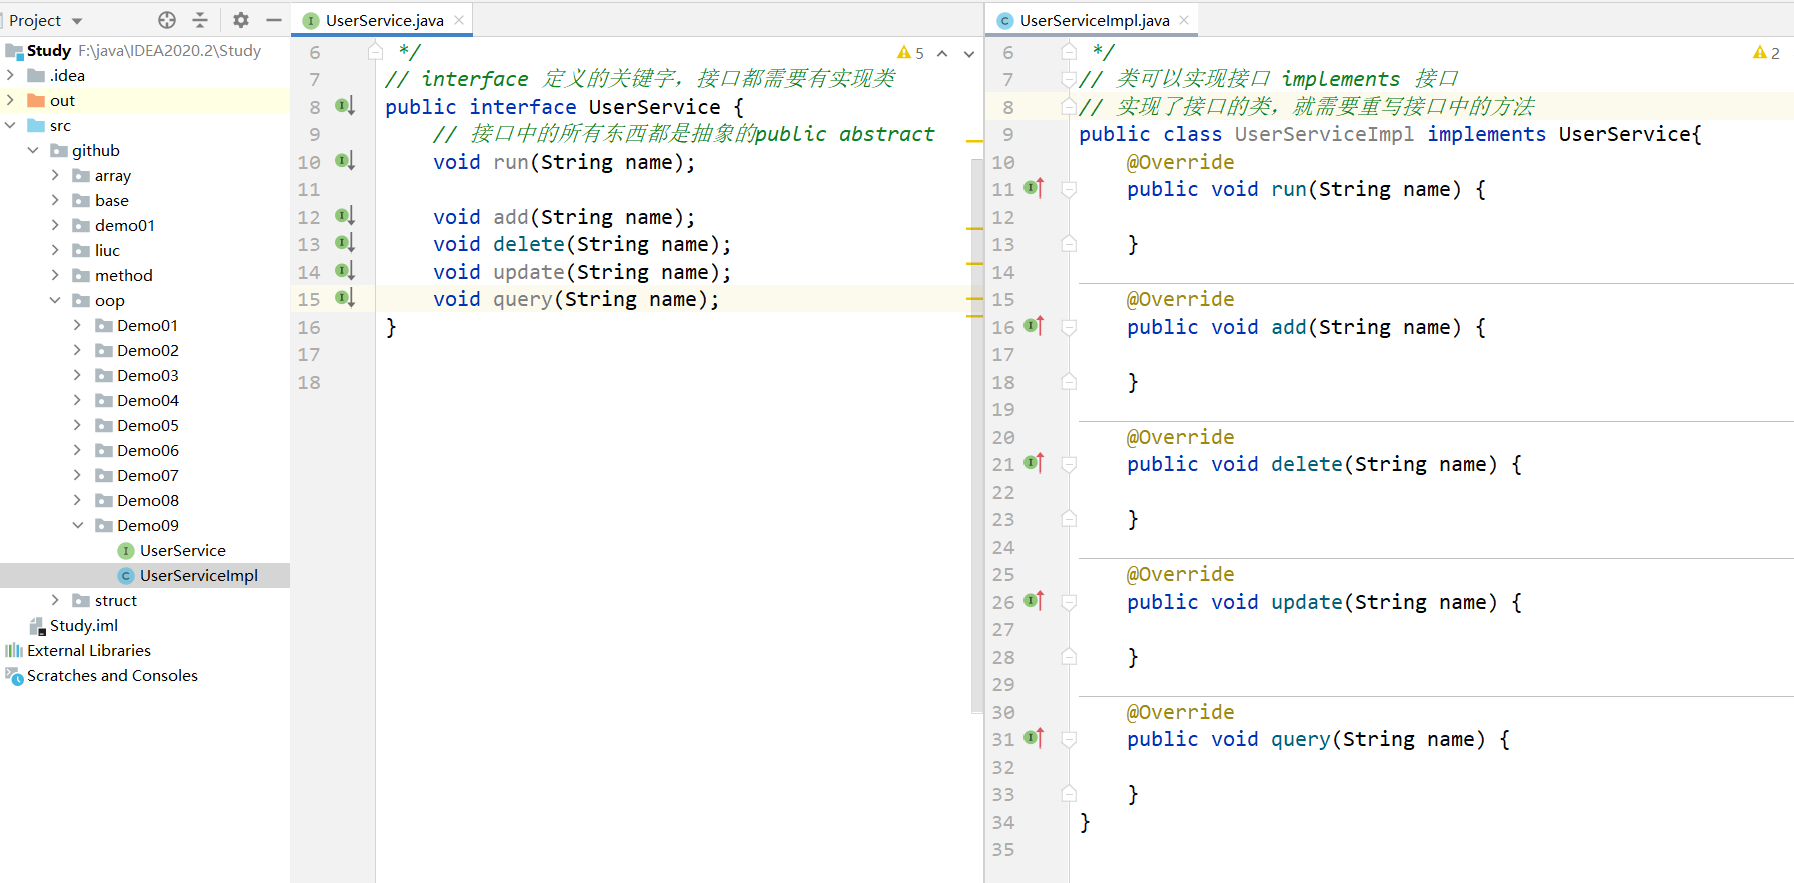 Project
Study F:\java\IDEA2020.2\Study
.idea
out
src
github
array
base
demo01
liuc
method
oop
Demo01
Demo02
Demo03
Demo04
Demo05
Demo06
Demo07
Demo08
Demo09
UserService
UserServiceImpl
struct
Study.iml
External Libraries
Scratches and Consoles
UserService.java
5
6 */
7 // interface 定义的关键字，接口都需要有实现类
8 public interface UserService {
9 // 接口中的所有东西都是抽象的public abstract
10 void run(String name);
11
12 void add(String name);
13 void delete(String name);
14 void update(String name);
15 void query(String name);
16 }
17
18
UserServiceImpl.java
2
6 */
7 // 类可以实现接口 implements 接口
8 // 实现了接口的类，就需要重写接口中的方法
9 public class UserServiceImpl implements UserService{
10 @Override
11 public void run(String name) {
12
13 }
14
15 @Override
16 public void add(String name) {
17
18 }
19
20 @Override
21 public void delete(String name) {
22
23 }
24
25 @Override
26 public void update(String name) {
27
28 }
29
30 @Override
31 public void query(String name) {
32
33 }
34 }
35